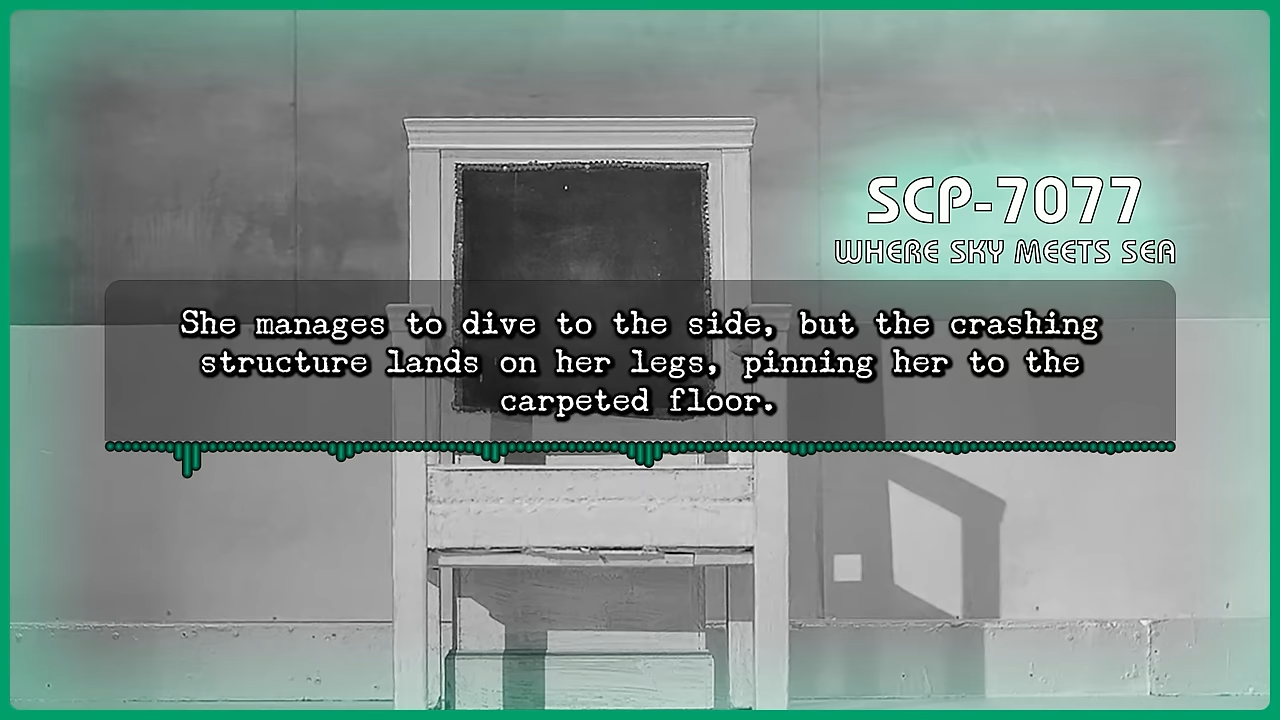 SCP-7077
WHERE SKY MEETS SEA
She manages to dive to the side, but the crashing
structure lands on her legs, pinning her to the
carpeted floor.